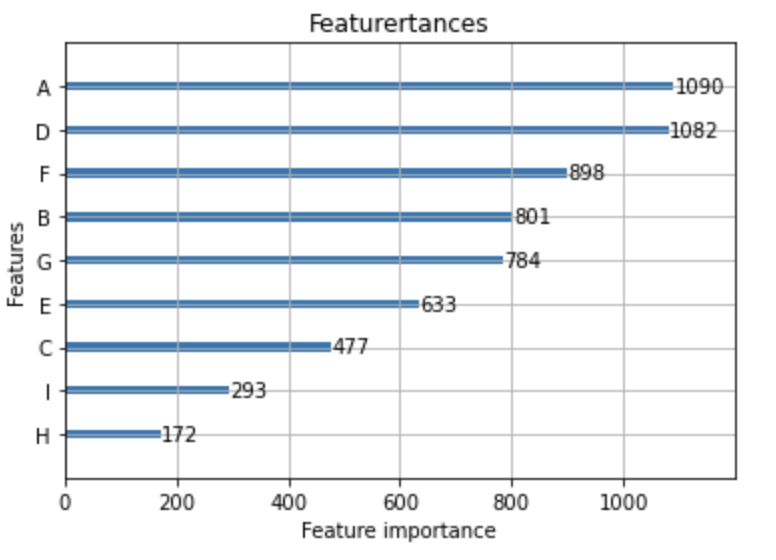 Featurertances
A 1090
D 1082
F 898
B 801
G 784
E 633
C 477
I 293
H 172
Features
0 200 400 600 800 1000
Feature importance